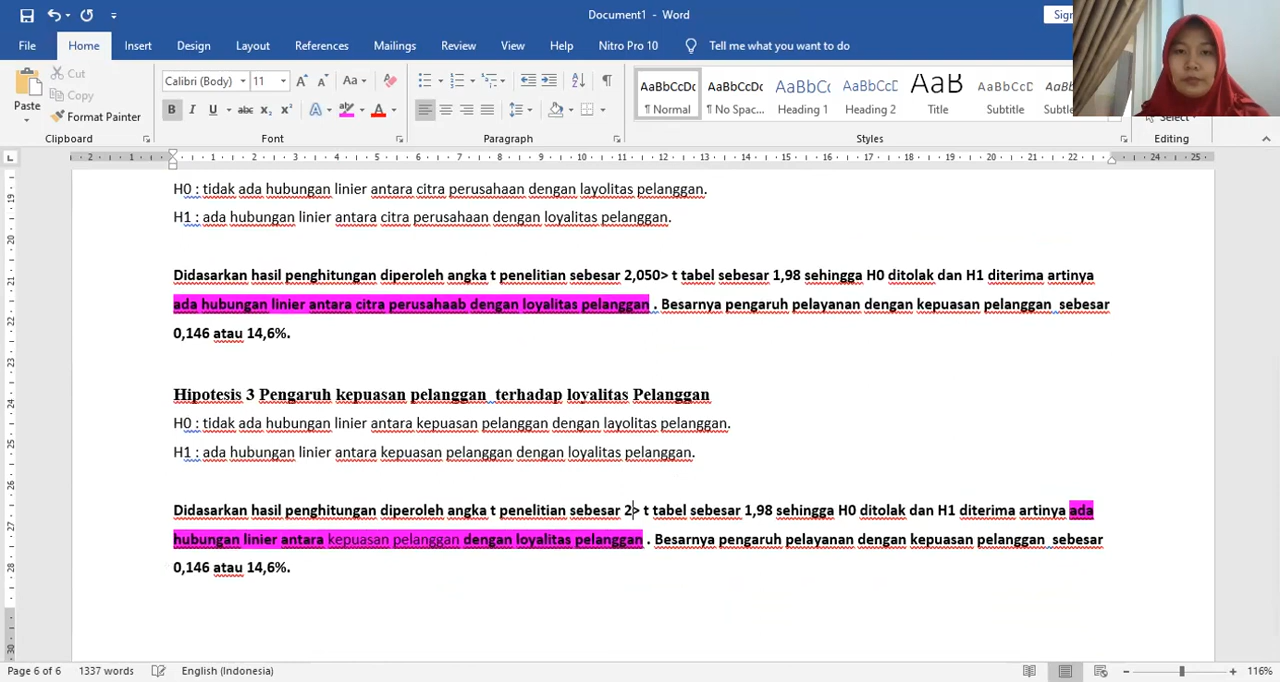 Document1 - Word
File Home Insert Design Layout References Mailings Review View Help Nitro Pro 10 Tell me what you want to do
Paste
Cut
Copy
Format Painter
Calibri (Body) 11
Clipboard Font Paragraph Styles Editing
AaBbCcDc AaBbCcDc AaBbC AaBbCcD AaB AaBbCcD
¶ Normal ¶ No Spac... Heading 1 Heading 2 Title Subtitle
H0 : tidak ada hubungan linier antara citra perusahaan dengan layolitas pelanggan.
H1 : ada hubungan linier antara citra perusahaan dengan loyalitas pelanggan.
Didasarkan hasil penghitungan diperoleh angka t penelitian sebesar 2,050> t tabel sebesar 1,98 sehingga H0 ditolak dan H1 diterima artinya
ada hubungan linier antara citra perusahaab dengan loyalitas pelanggan . Besarnya pengaruh pelayanan dengan kepuasan pelanggan sebesar
0,146 atau 14,6%.
Hipotesis 3 Pengaruh kepuasan pelanggan terhadap loyalitas Pelanggan
H0 : tidak ada hubungan linier antara kepuasan pelanggan dengan layolitas pelanggan.
H1 : ada hubungan linier antara kepuasan pelanggan dengan loyalitas pelanggan.
Didasarkan hasil penghitungan diperoleh angka t penelitian sebesar 2> t tabel sebesar 1,98 sehingga H0 ditolak dan H1 diterima artinya ada
hubungan linier antara kepuasan pelanggan dengan loyalitas pelanggan . Besarnya pengaruh pelayanan dengan kepuasan pelanggan sebesar
0,146 atau 14,6%.
Page 6 of 6 1337 words English (Indonesia) 116%